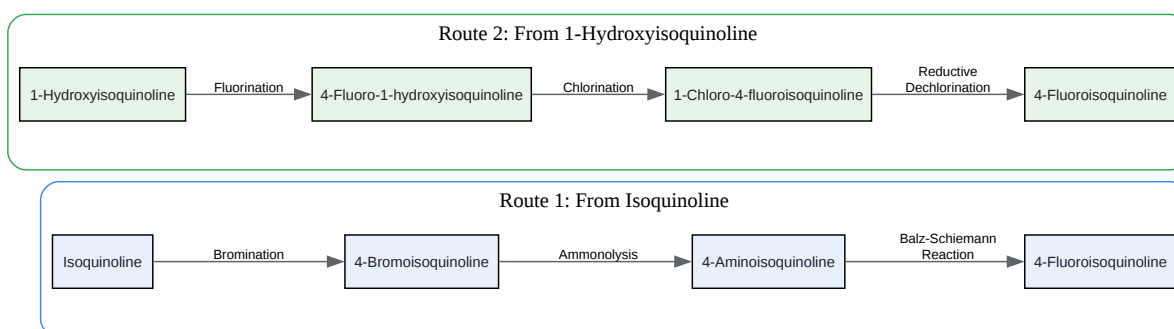 Route 2: From 1-Hydroxyisoquinoline
1-Hydroxyisoquinoline
Fluorination
4-Fluoro-1-hydroxyisoquinoline
Chlorination
1-Chloro-4-fluoroisoquinoline
Reductive
Dechlorination
4-Fluoroisoquinoline
Route 1: From Isoquinoline
Isoquinoline
Bromination
4-Bromoisoquinoline
Ammonolysis
4-Aminoisoquinoline
Balz-Schiemann
Reaction
4-Fluoroisoquinoline